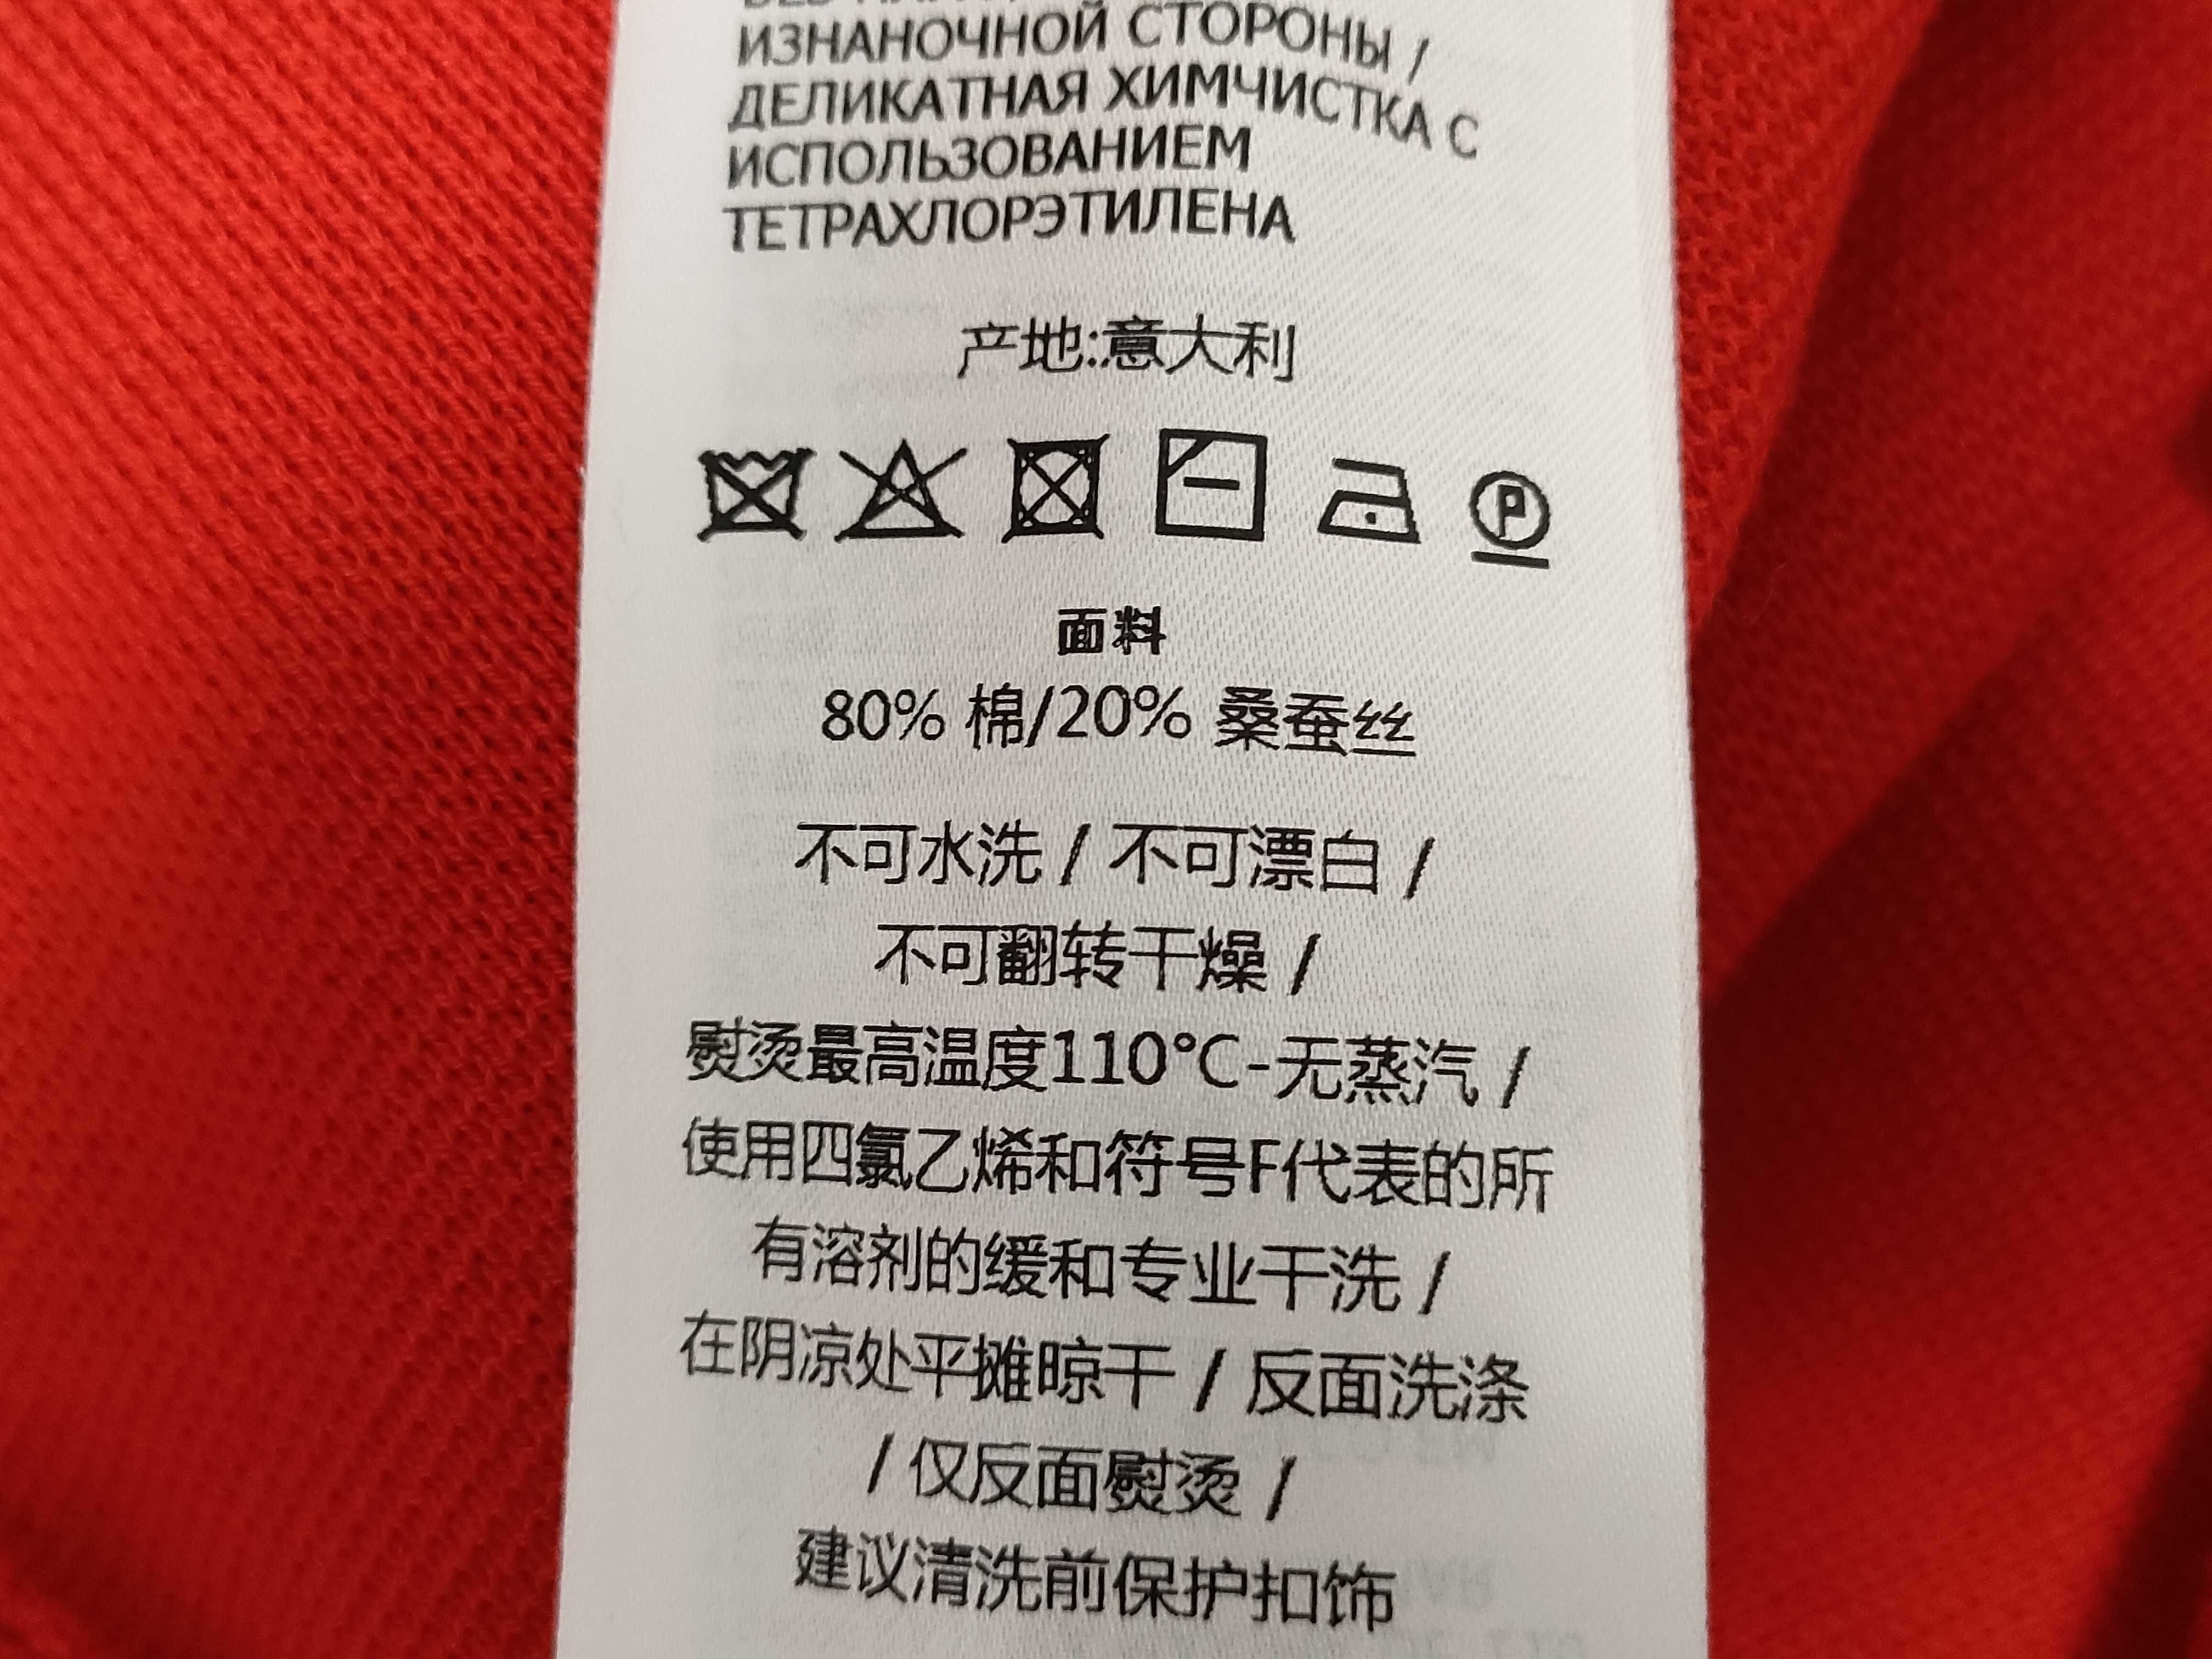 ИЗНАНОЧНОЙ СТОРОНЫ /
ДЕЛИКАТНАЯ ХИМЧИСТКА С
ИСПОЛЬЗОВАНИЕМ
ТЕТРАХЛОРЭТИЛЕНА
产地:意大利
P
面料
80% 棉/20% 桑蚕丝
不可水洗 / 不可漂白 /
不可翻转干燥 /
熨烫最高温度110°C-无蒸汽 /
使用四氯乙烯和符号F代表的所
有溶剂的缓和专业干洗 /
在阴凉处平摊晾干 / 反面洗涤
/ 仅反面熨烫 /
建议清洗前保护扣饰